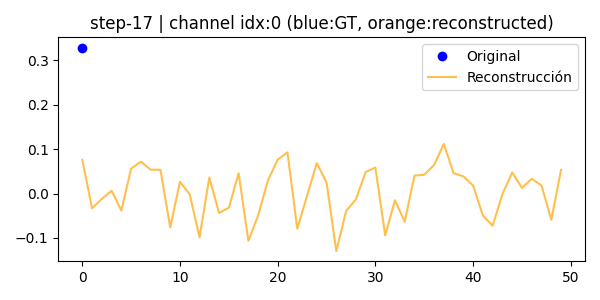 step-17 | channel idx:0 (blue:GT, orange:reconstructed)
Original
Reconstrucción
0.3
0.2
0.1
0.0
−0.1
0 10 20 30 40 50